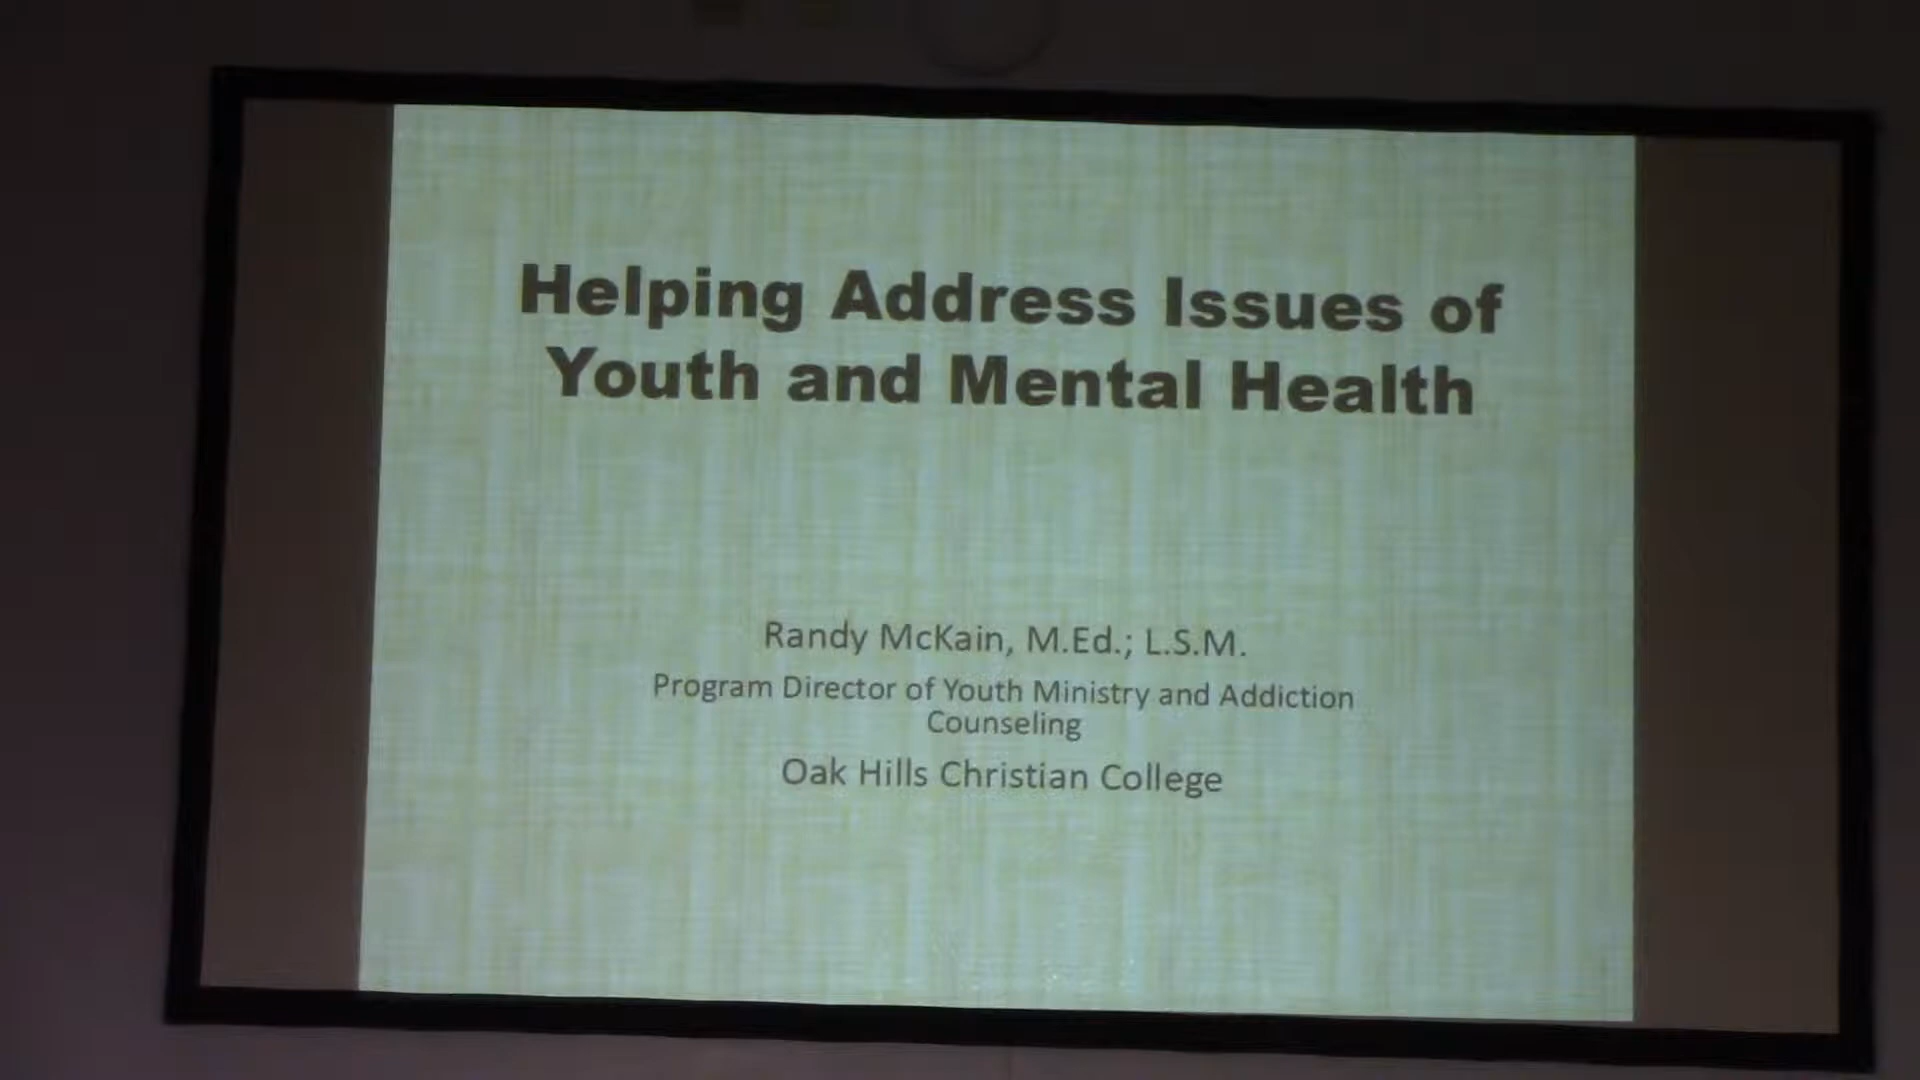 Helping Address Issues of
Youth and Mental Health
Randy McKain, M.Ed.; L.S.M.
Program Director of Youth Ministry and Addiction
Counseling
Oak Hills Christian College